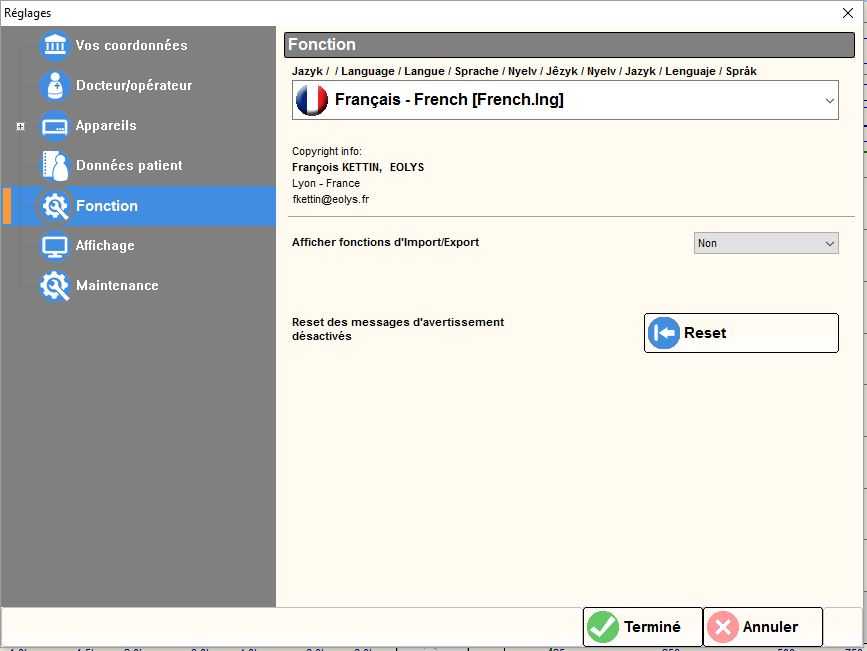 Réglages
Vos coordonnées
Docteur/opérateur
Appareils
Données patient
Fonction
Affichage
Maintenance
Fonction
Jazyk / / Language / Langue / Sprache / Nyelv / Jêzyk / Nyelv / Jazyk / Lenguaje / Språk
Français - French [French.lng]
Copyright info:
François KETTIN, EOLYS
Lyon - France
fkettin@eolys.fr
Afficher fonctions d'Import/Export
Non
Reset des messages d'avertissement
désactivés
Reset
Terminé
Annuler